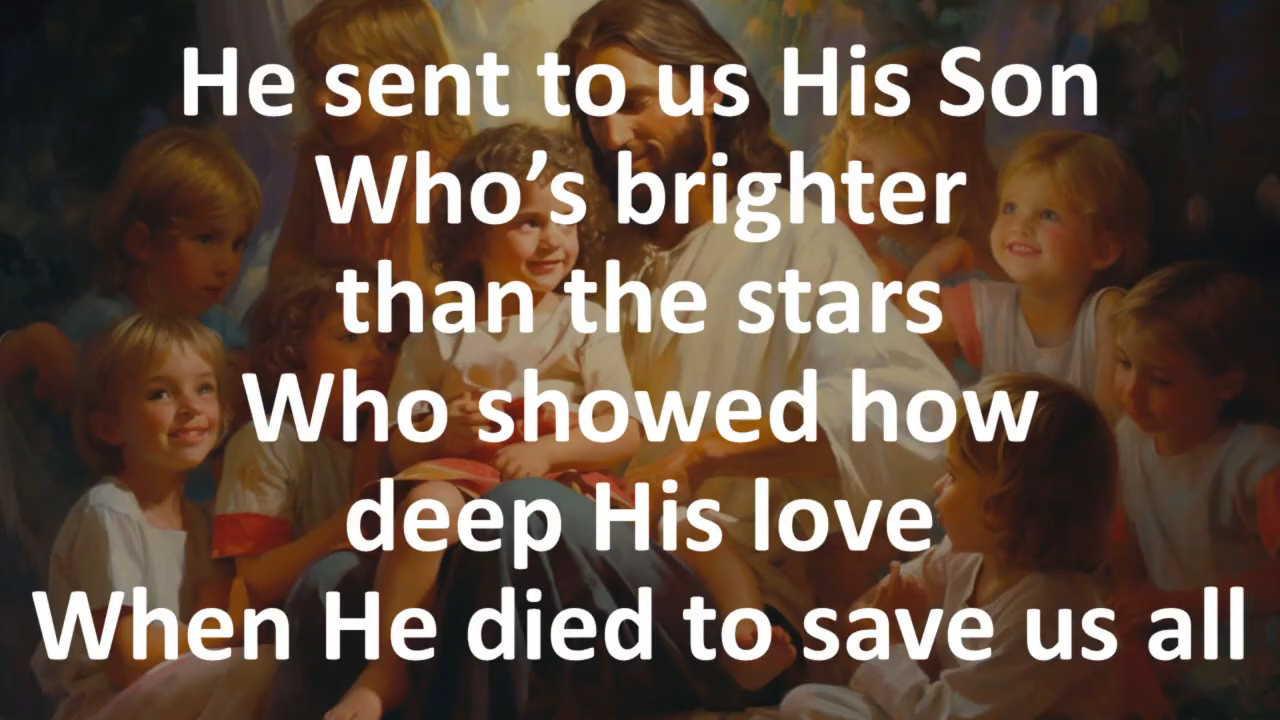 He sent to us His Son
Who’s brighter
than the stars
Who showed how
deep His love
When He died to save us all